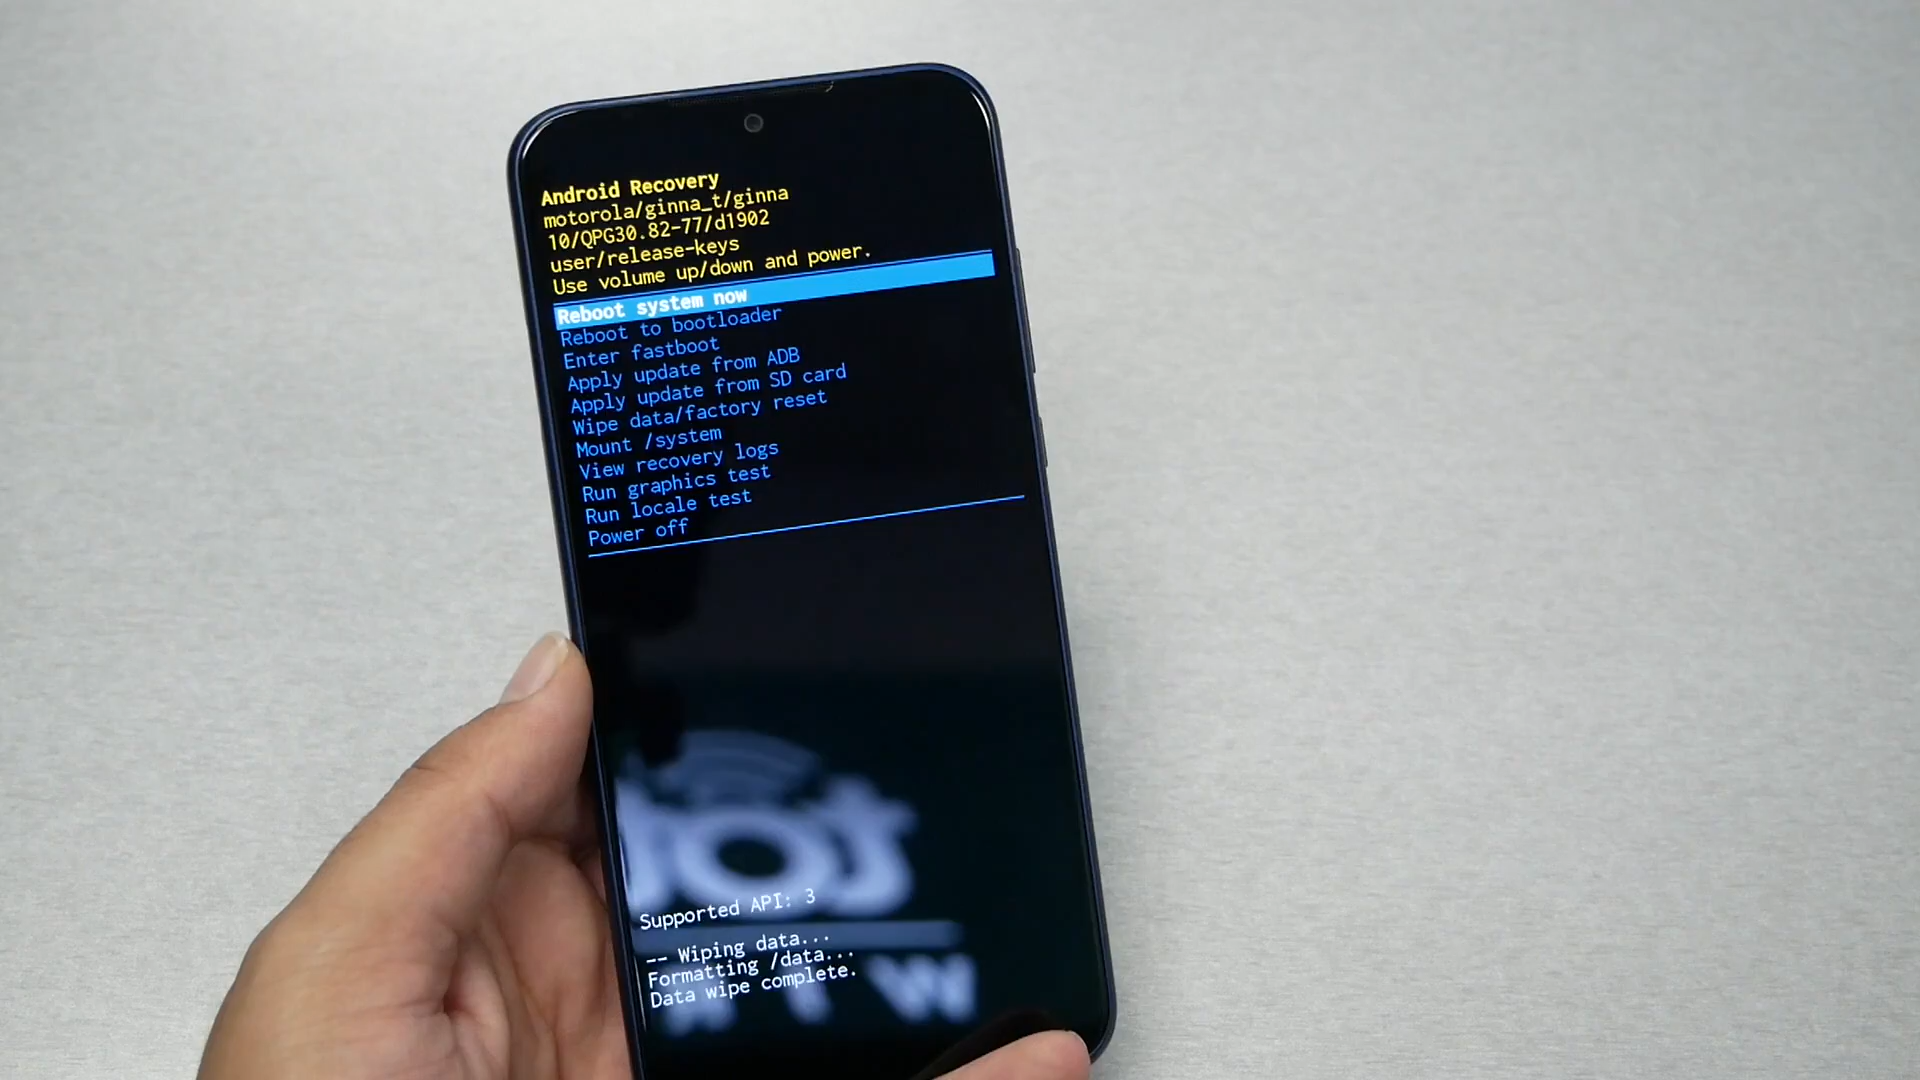 Android Recovery
motorola/ginna_t/ginna
10/QPG30.82-77/d1902
user/release-keys
Use volume up/down and power.
Reboot system now
Reboot to bootloader
Enter fastboot
Apply update from ADB
Apply update from SD card
Wipe data/factory reset
Mount /system
View recovery logs
Run graphics test
Run locale test
Power off
Supported API: 3
-- Wiping data...
Formatting /data...
Data wipe complete.